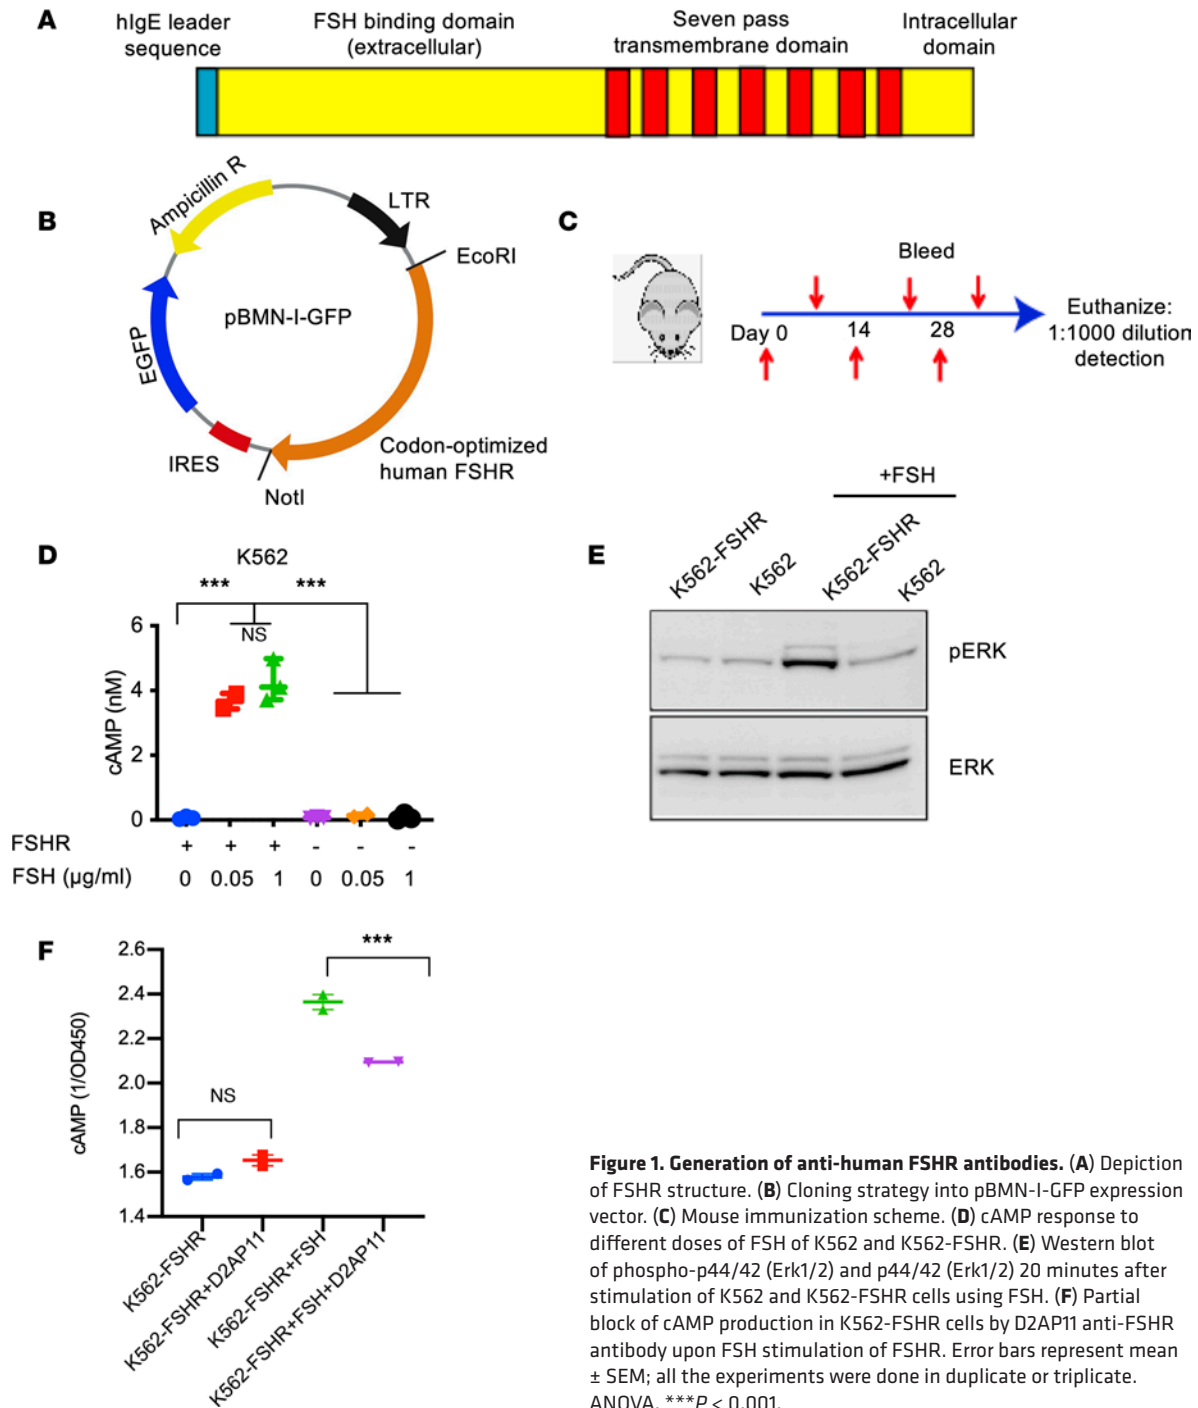 A
hIgE leader
sequence
FSH binding domain
(extracellular)
Seven pass
transmembrane domain
Intracellular
domain
B
Ampicillin R
LTR
EcoRI
pBMN-I-GFP
EGFP
IRES
NotI
Codon-optimized
human FSHR
C
Bleed
Day 0
14
28
Euthanize:
1:1000 dilution
detection
D
K562
***
***
NS
cAMP (nM)
6
4
2
0
FSHR + + + - - -
FSH (µg/ml) 0 0.05 1 0 0.05 1
E
+FSH
K562-FSHR
K562
K562-FSHR
K562
pERK
ERK
F
***
NS
cAMP (1/OD450)
2.6
2.4
2.2
2.0
1.8
1.6
1.4
K562-FSHR
K562-FSHR+D2AP11
K562-FSHR+FSH
K562-FSHR+FSH+D2AP11
Figure 1. Generation of anti-human FSHR antibodies. (A) Depiction
of FSHR structure. (B) Cloning strategy into pBMN-I-GFP expression
vector. (C) Mouse immunization scheme. (D) cAMP response to
different doses of FSH of K562 and K562-FSHR. (E) Western blot
of phospho-p44/42 (Erk1/2) and p44/42 (Erk1/2) 20 minutes after
stimulation of K562 and K562-FSHR cells using FSH. (F) Partial
block of cAMP production in K562-FSHR cells by D2AP11 anti-FSHR
antibody upon FSH stimulation of FSHR. Error bars represent mean
± SEM; all the experiments were done in duplicate or triplicate.
ANOVA. ***P < 0.001.